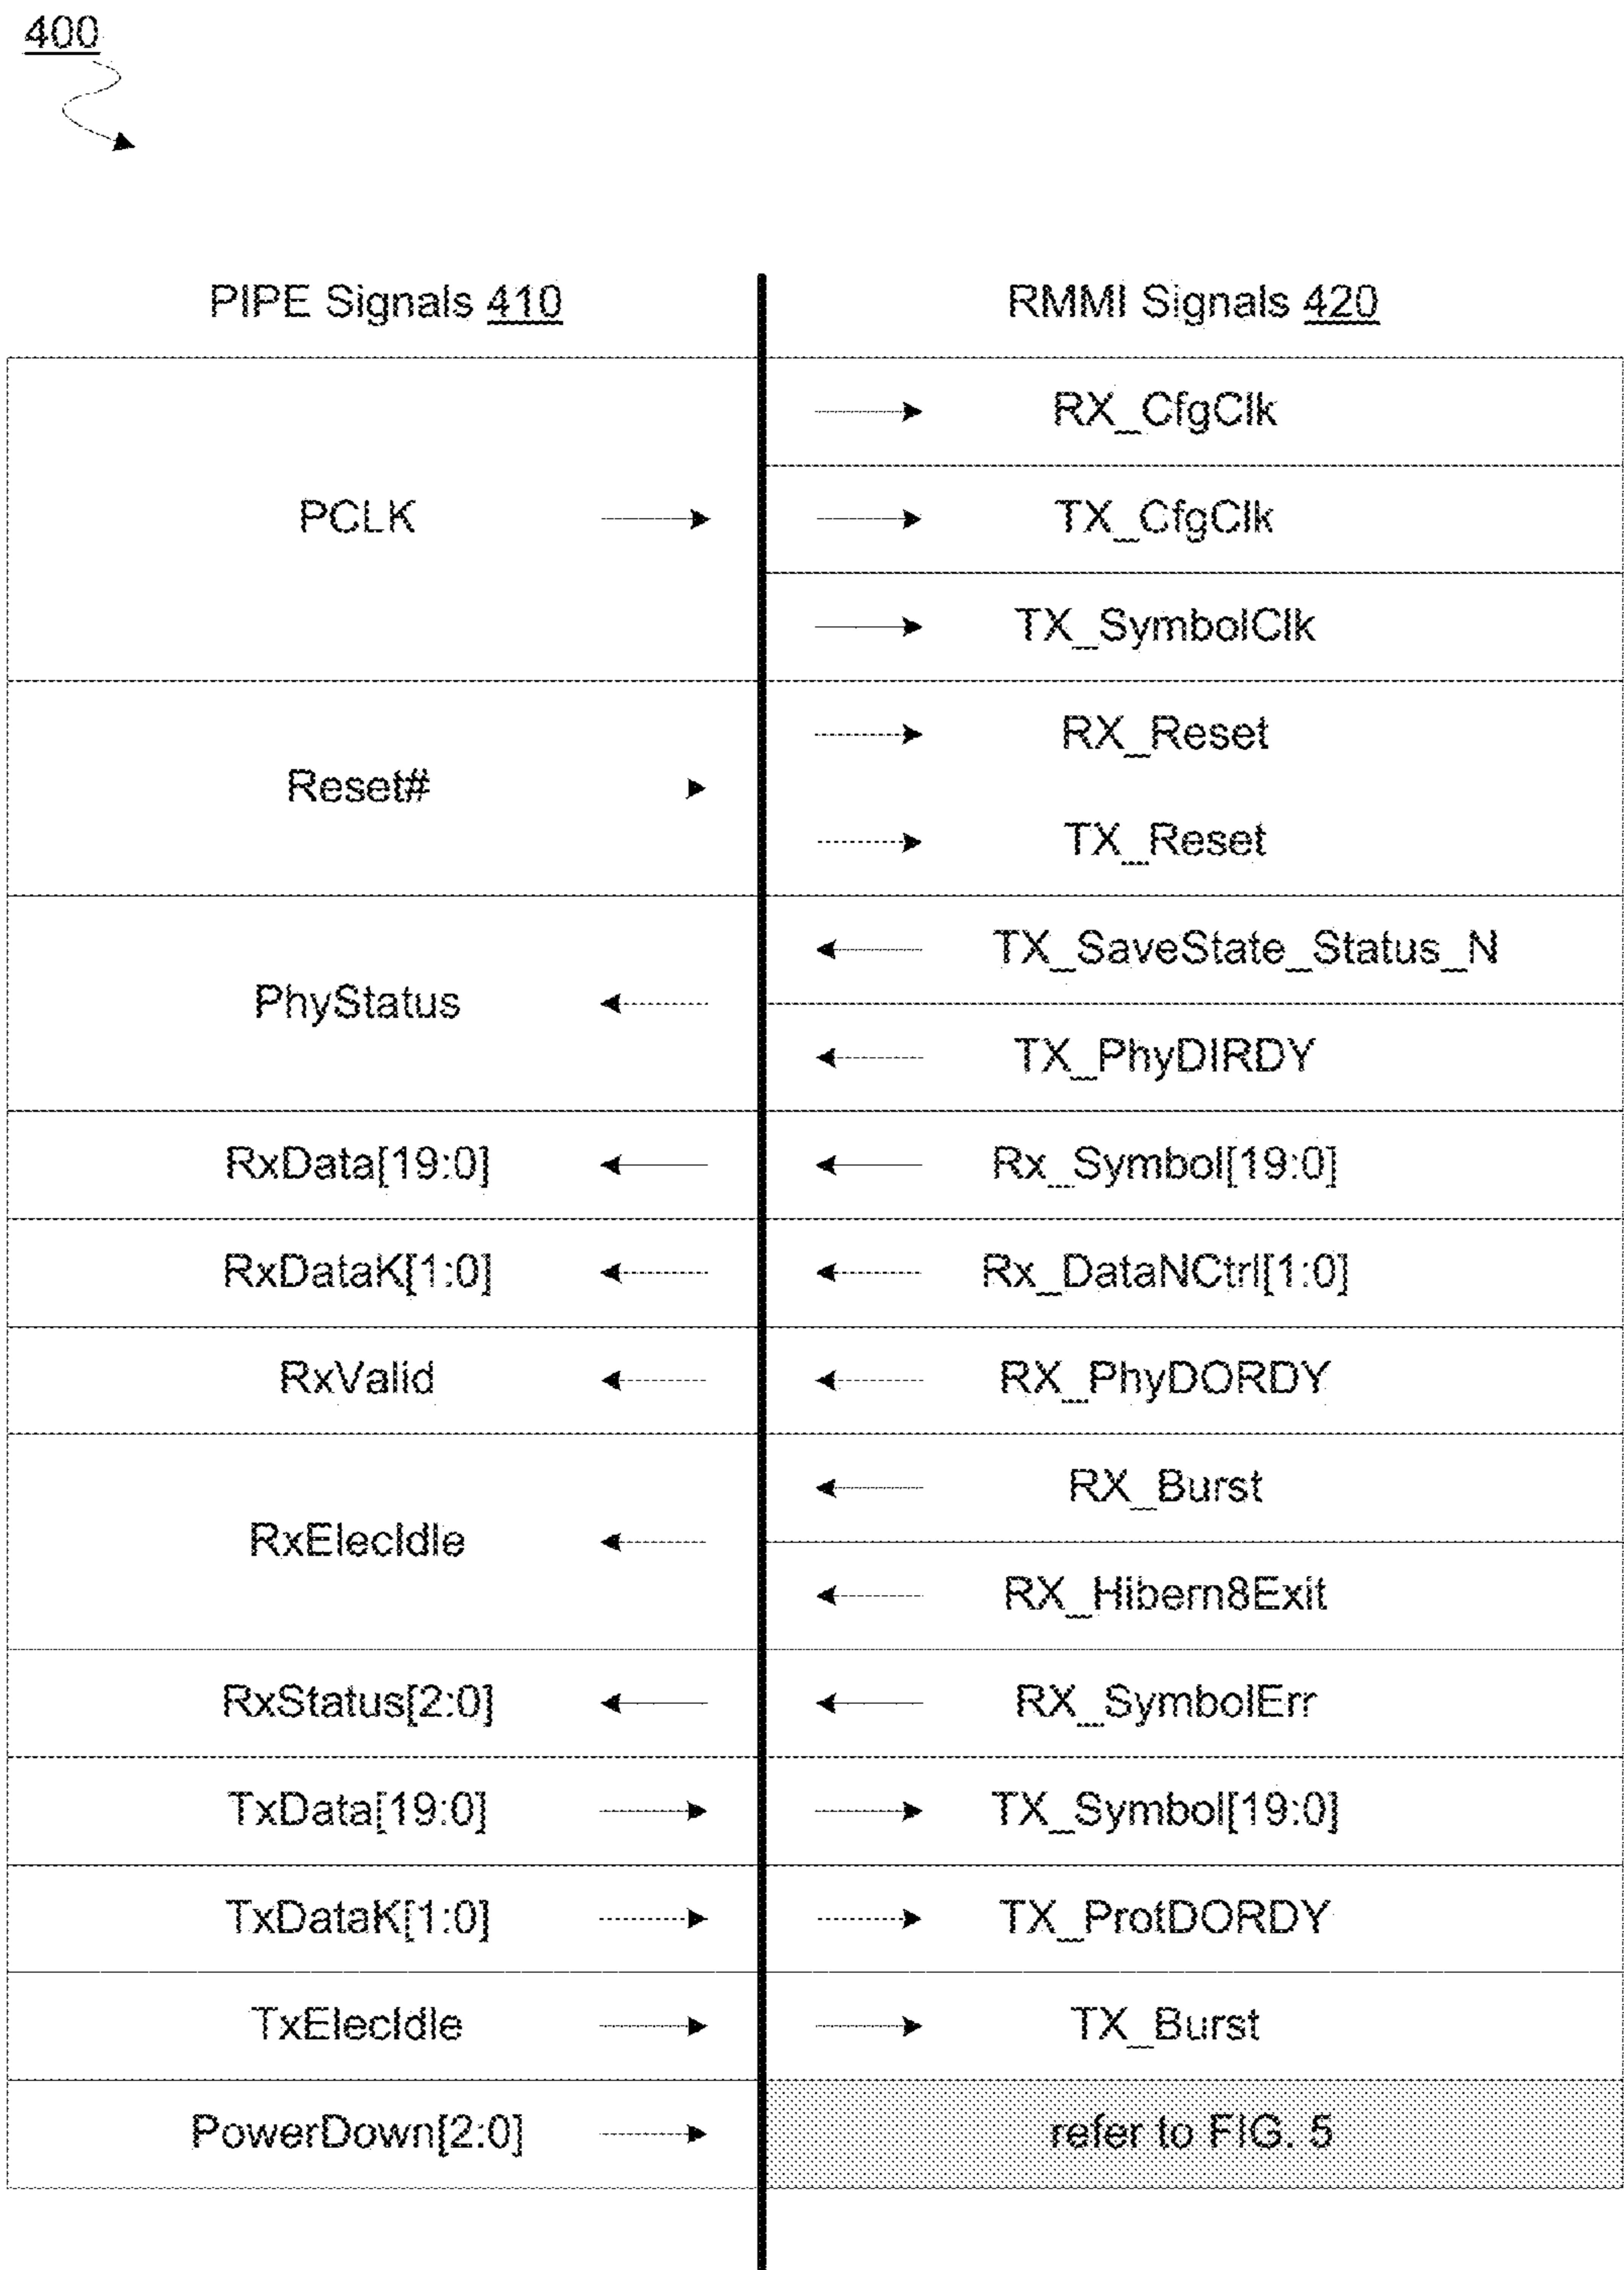 400
PIPE Signals 410
RMMI Signals 420
PCLK
RX_CfgClk
TX_CfgClk
TX_SymbolClk
Reset#
RX_Reset
TX_Reset
PhyStatus
TX_SaveState_Status_N
TX_PhyDIRDY
RxData[19:0]
Rx_Symbol[19:0]
RxDataK[1:0]
Rx_DataNCtrl[1:0]
RxValid
RX_PhyDORDY
RxElecIdle
RX_Burst
RX_Hibern8Exit
RxStatus[2:0]
RX_SymbolErr
TxData[19:0]
TX_Symbol[19:0]
TxDataK[1:0]
TX_ProtDORDY
TxElecIdle
TX_Burst
PowerDown[2:0]
refer to FIG. 5